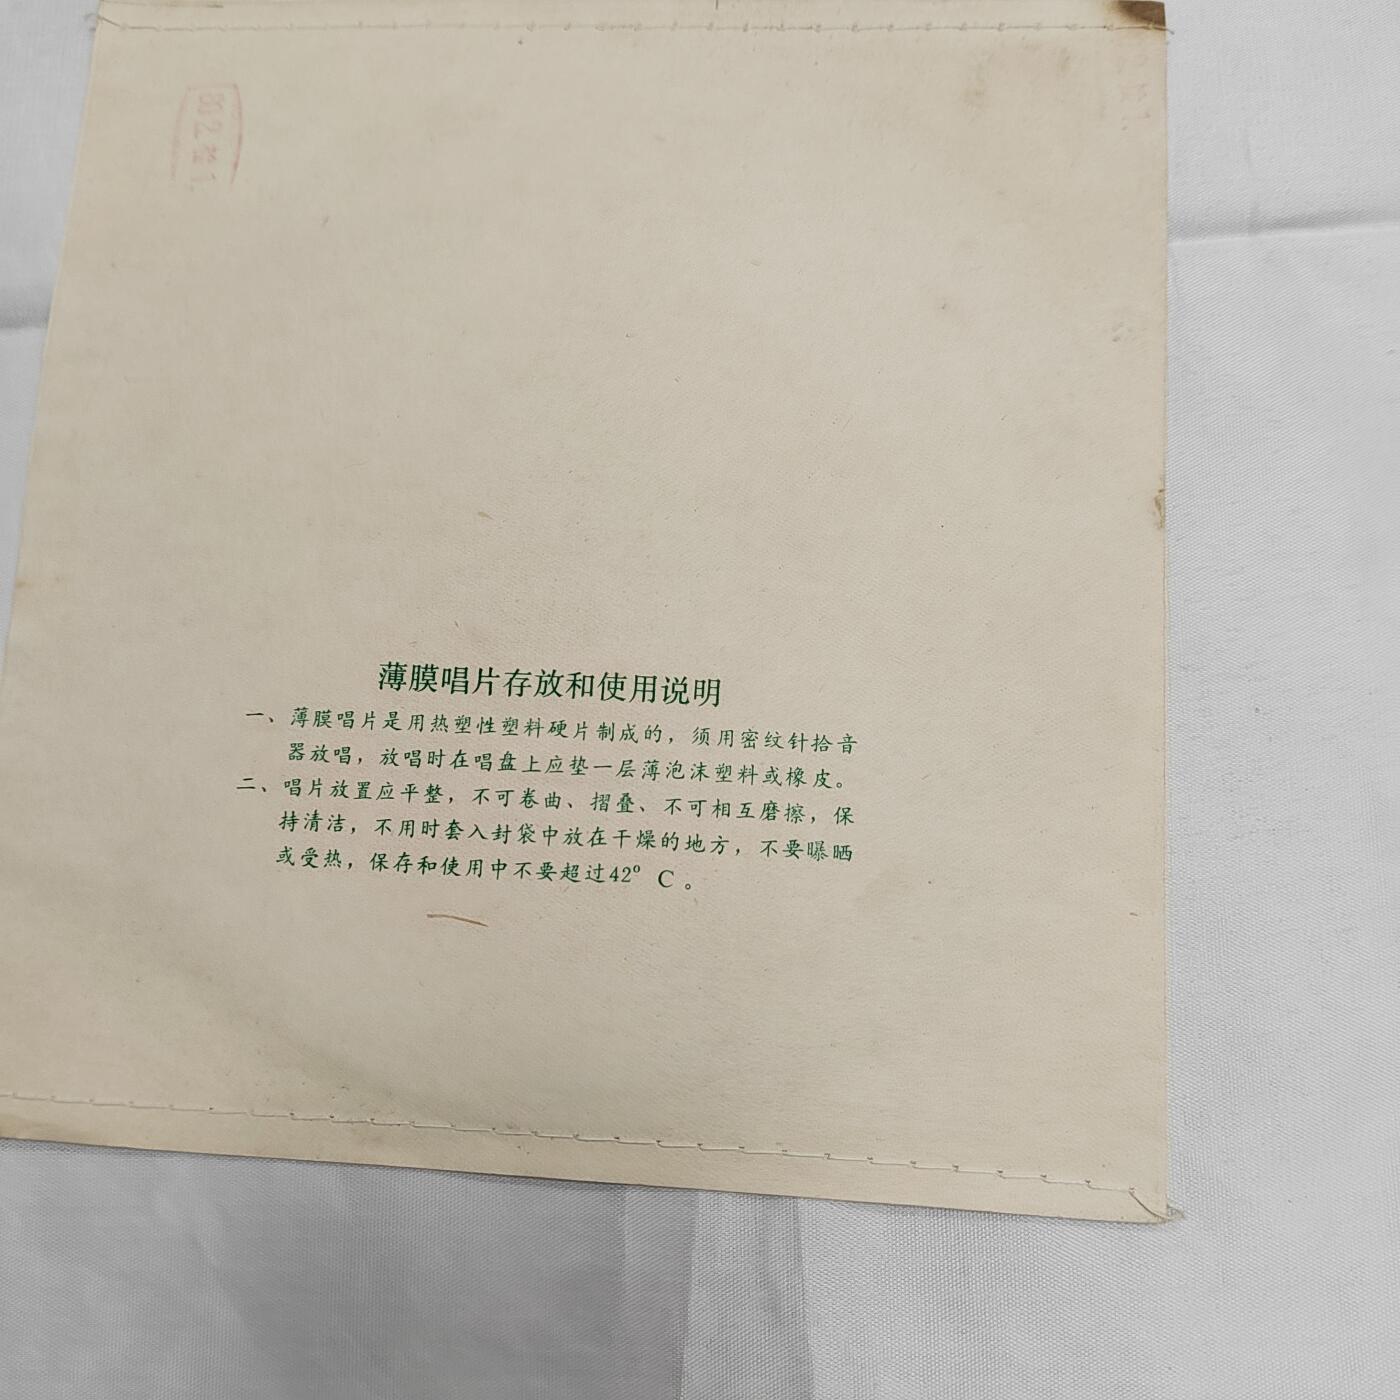 薄膜唱片存放和使用说明
一、薄膜唱片是用热塑性塑料硬片制成的，须用密纹针拾音
器放唱，放唱时在唱盘上应垫一层薄泡沫塑料或橡皮。
二、唱片放置应平整，不可卷曲、摺叠、不可相互磨擦，保
持清洁，不用时套入封袋中放在干燥的地方，不要曝晒
或受热，保存和使用中不要超过42° C 。